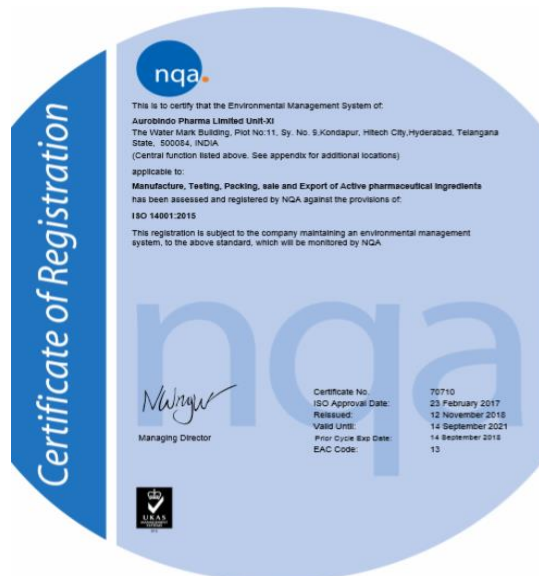 Certificate of Registration
nqa.
This is to certify that the Environmental Management System of:
Aurobindo Pharma Limited Unit-XI
The Water Mark Building, Plot No:11, Sy. No. 9,Kondapur, Hitech City,Hyderabad, Telangana
State, 500084, INDIA
(Central function listed above. See appendix for additional locations)
applicable to:
Manufacture, Testing, Packing, sale and Export of Active pharmaceutical ingredients
has been assessed and registered by NQA against the provisions of:
ISO 14001:2015
This registration is subject to the company maintaining an environmental management
system, to the above standard, which will be monitored by NQA
nqa
Certificate No. 70710
ISO Approval Date: 23 February 2017
Reissued: 12 November 2018
Valid Until: 14 September 2021
Prior Cycle Exp Date: 14 September 2018
EAC Code: 13
Managing Director
UKAS
MANAGEMENT
SYSTEMS